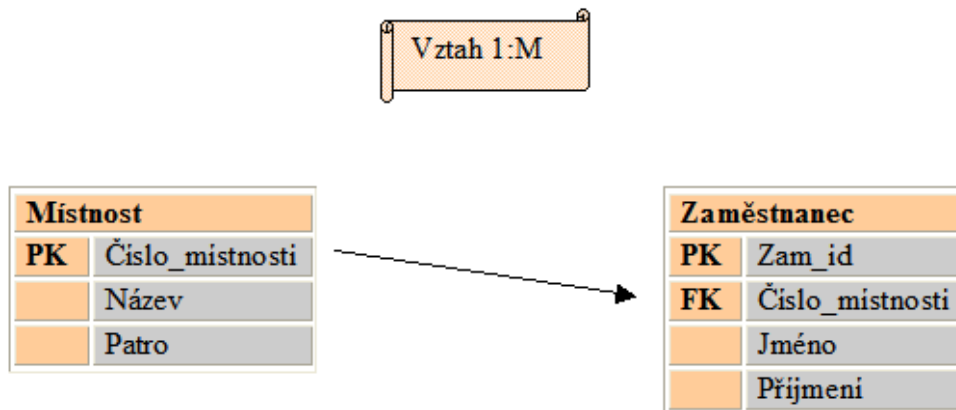 Vztah 1:M
Místnost
PK Číslo_místnosti
Název
Patro
Zaměstnanec
PK Zam_id
FK Číslo_místnosti
Jméno
Příjmení